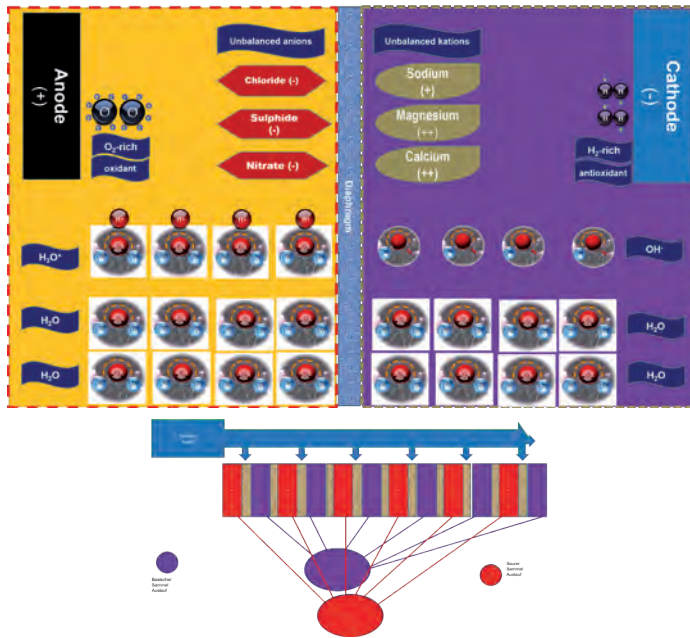 Anode
(+)
Unbalanced anions
Chloride (-)
Sulphide
(-)
Nitrate (-)
O
O
O₂-rich
oxidant
H₃O⁺
H₂O
H₂O
Diaphragm
Unbalanced kations
Sodium
(+)
Magnesium
(++)
Calcium
(++)
Cathode
(-)
H₂-rich
antioxidant
OH⁻
H₂O
H₂O
Basischer
Sammel
Auslauf
Saurer
Sammel
Auslauf